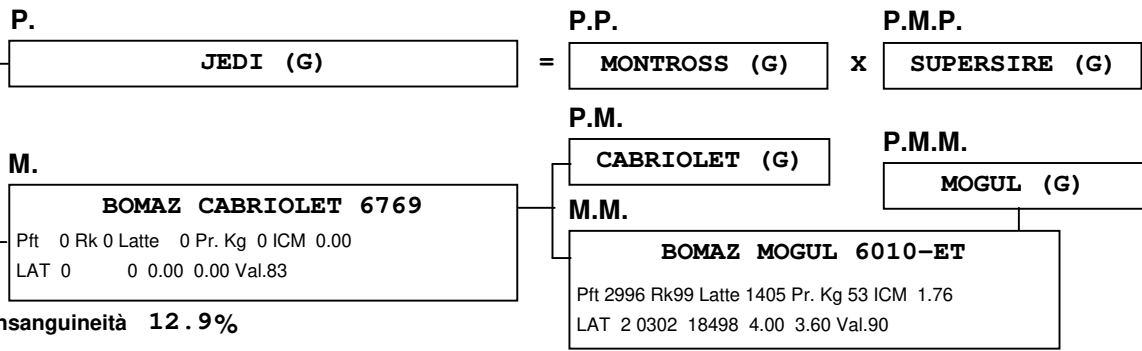 P.
JEDI (G)
=
P.P.
MONTROSS (G)
X
P.M.P.
SUPERSIRE (G)
P.M.
CABRIOLET (G)
P.M.M.
MOGUL (G)
M.
BOMAZ CABRIOLET 6769
Pft 0 Rk 0 Latte 0 Pr. Kg 0 ICM 0.00
LAT 0 0 0.00 0.00 Val.83
M.M.
BOMAZ MOGUL 6010-ET
Pft 2996 Rk99 Latte 1405 Pr. Kg 53 ICM 1.76
LAT 2 0302 18498 4.00 3.60 Val.90
nsanguineità 12.9%